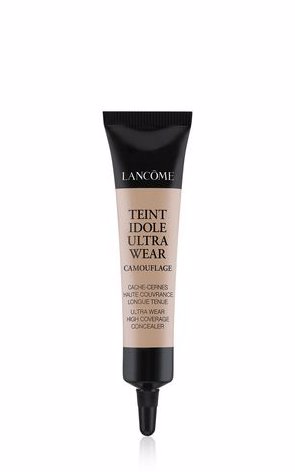 LANCÔME
TEINT
IDOLE
ULTRA
WEAR
CAMOUFLAGE
CACHE-CERNES
HAUTE COUVRANCE
LONGUE TENUE
ULTRA WEAR
HIGH COVERAGE
CONCEALER